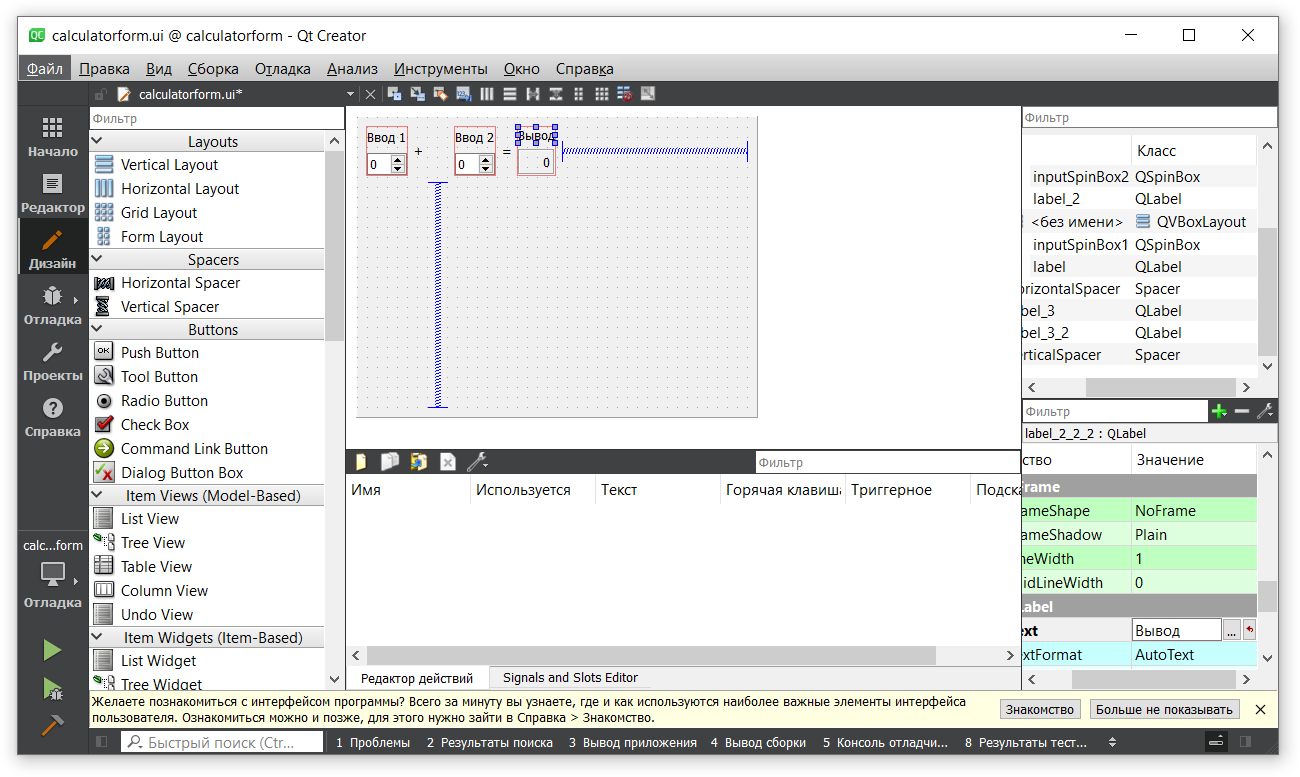 calculatorform.ui @ calculatorform - Qt Creator
Файл Правка Вид Сборка Отладка Анализ Инструменты Окно Справка
calculatorform.ui*
Начало
Редактор
Дизайн
Отладка
Проекты
Справка
calc...form
Отладка
Фильтр
Layouts
Vertical Layout
Horizontal Layout
Grid Layout
Form Layout
Spacers
Horizontal Spacer
Vertical Spacer
Buttons
Push Button
Tool Button
Radio Button
Check Box
Command Link Button
Dialog Button Box
Item Views (Model-Based)
List View
Tree View
Table View
Column View
Undo View
Item Widgets (Item-Based)
List Widget
Tree Widget
Ввод 1 Ввод 2 Вывод
0 + 0 = 0
Фильтр
Имя Используется Текст Горячая клавиша Триггерное Подска
Редактор действий Signals and Slots Editor
Фильтр
Класс
inputSpinBox2 QSpinBox
label_2 QLabel
<без имени> QVBoxLayout
inputSpinBox1 QSpinBox
label QLabel
orizontalSpacer Spacer
bel_3 QLabel
bel_3_2 QLabel
erticalSpacer Spacer
Фильтр
label_2_2_2 : QLabel
ство Значение
Frame
ameShape NoFrame
ameShadow Plain
neWidth 1
idLineWidth 0
Label
ext Вывод ...
extFormat AutoText
Желаете познакомиться с интерфейсом программы? Всего за минуту вы узнаете, где и как используются наиболее важные элементы интерфейса
пользователя. Ознакомиться можно и позже, для этого нужно зайти в Справка > Знакомство.
Знакомство Больше не показывать
Быстрый поиск (Ctr... 1 Проблемы 2 Результаты поиска 3 Вывод приложения 4 Вывод сборки 5 Консоль отладчи... 8 Результаты тест...